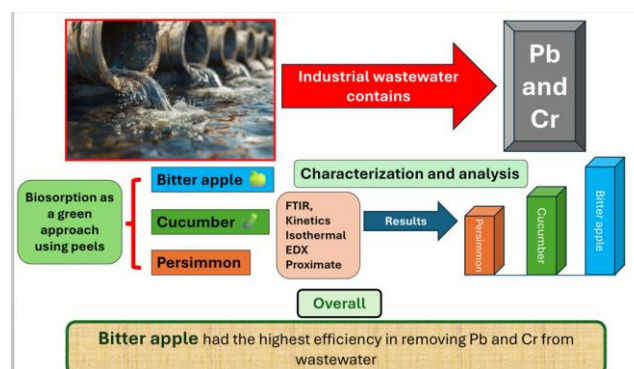 Industrial wastewater
contains
Pb
and
Cr
Biosorption as
a green
approach
using peels
Bitter apple
Cucumber
Persimmon
Characterization and analysis
FTIR,
Kinetics
Isothermal
EDX
Proximate
Results
Persimmon
Cucumber
Bitter apple
Overall
Bitter apple had the highest efficiency in removing Pb and Cr from
wastewater